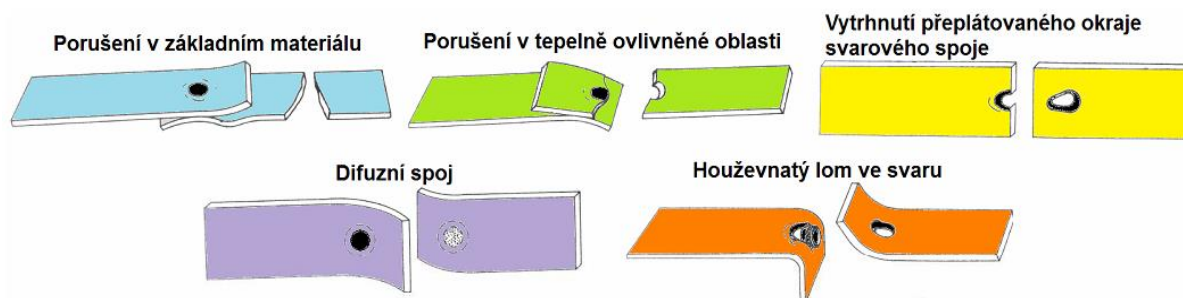 Porušení v základním materiálu
Porušení v tepelně ovlivněné oblasti
Vytrhnutí přeplátovaného okraje
svarového spoje
Difuzní spoj
Houževnatý lom ve svaru